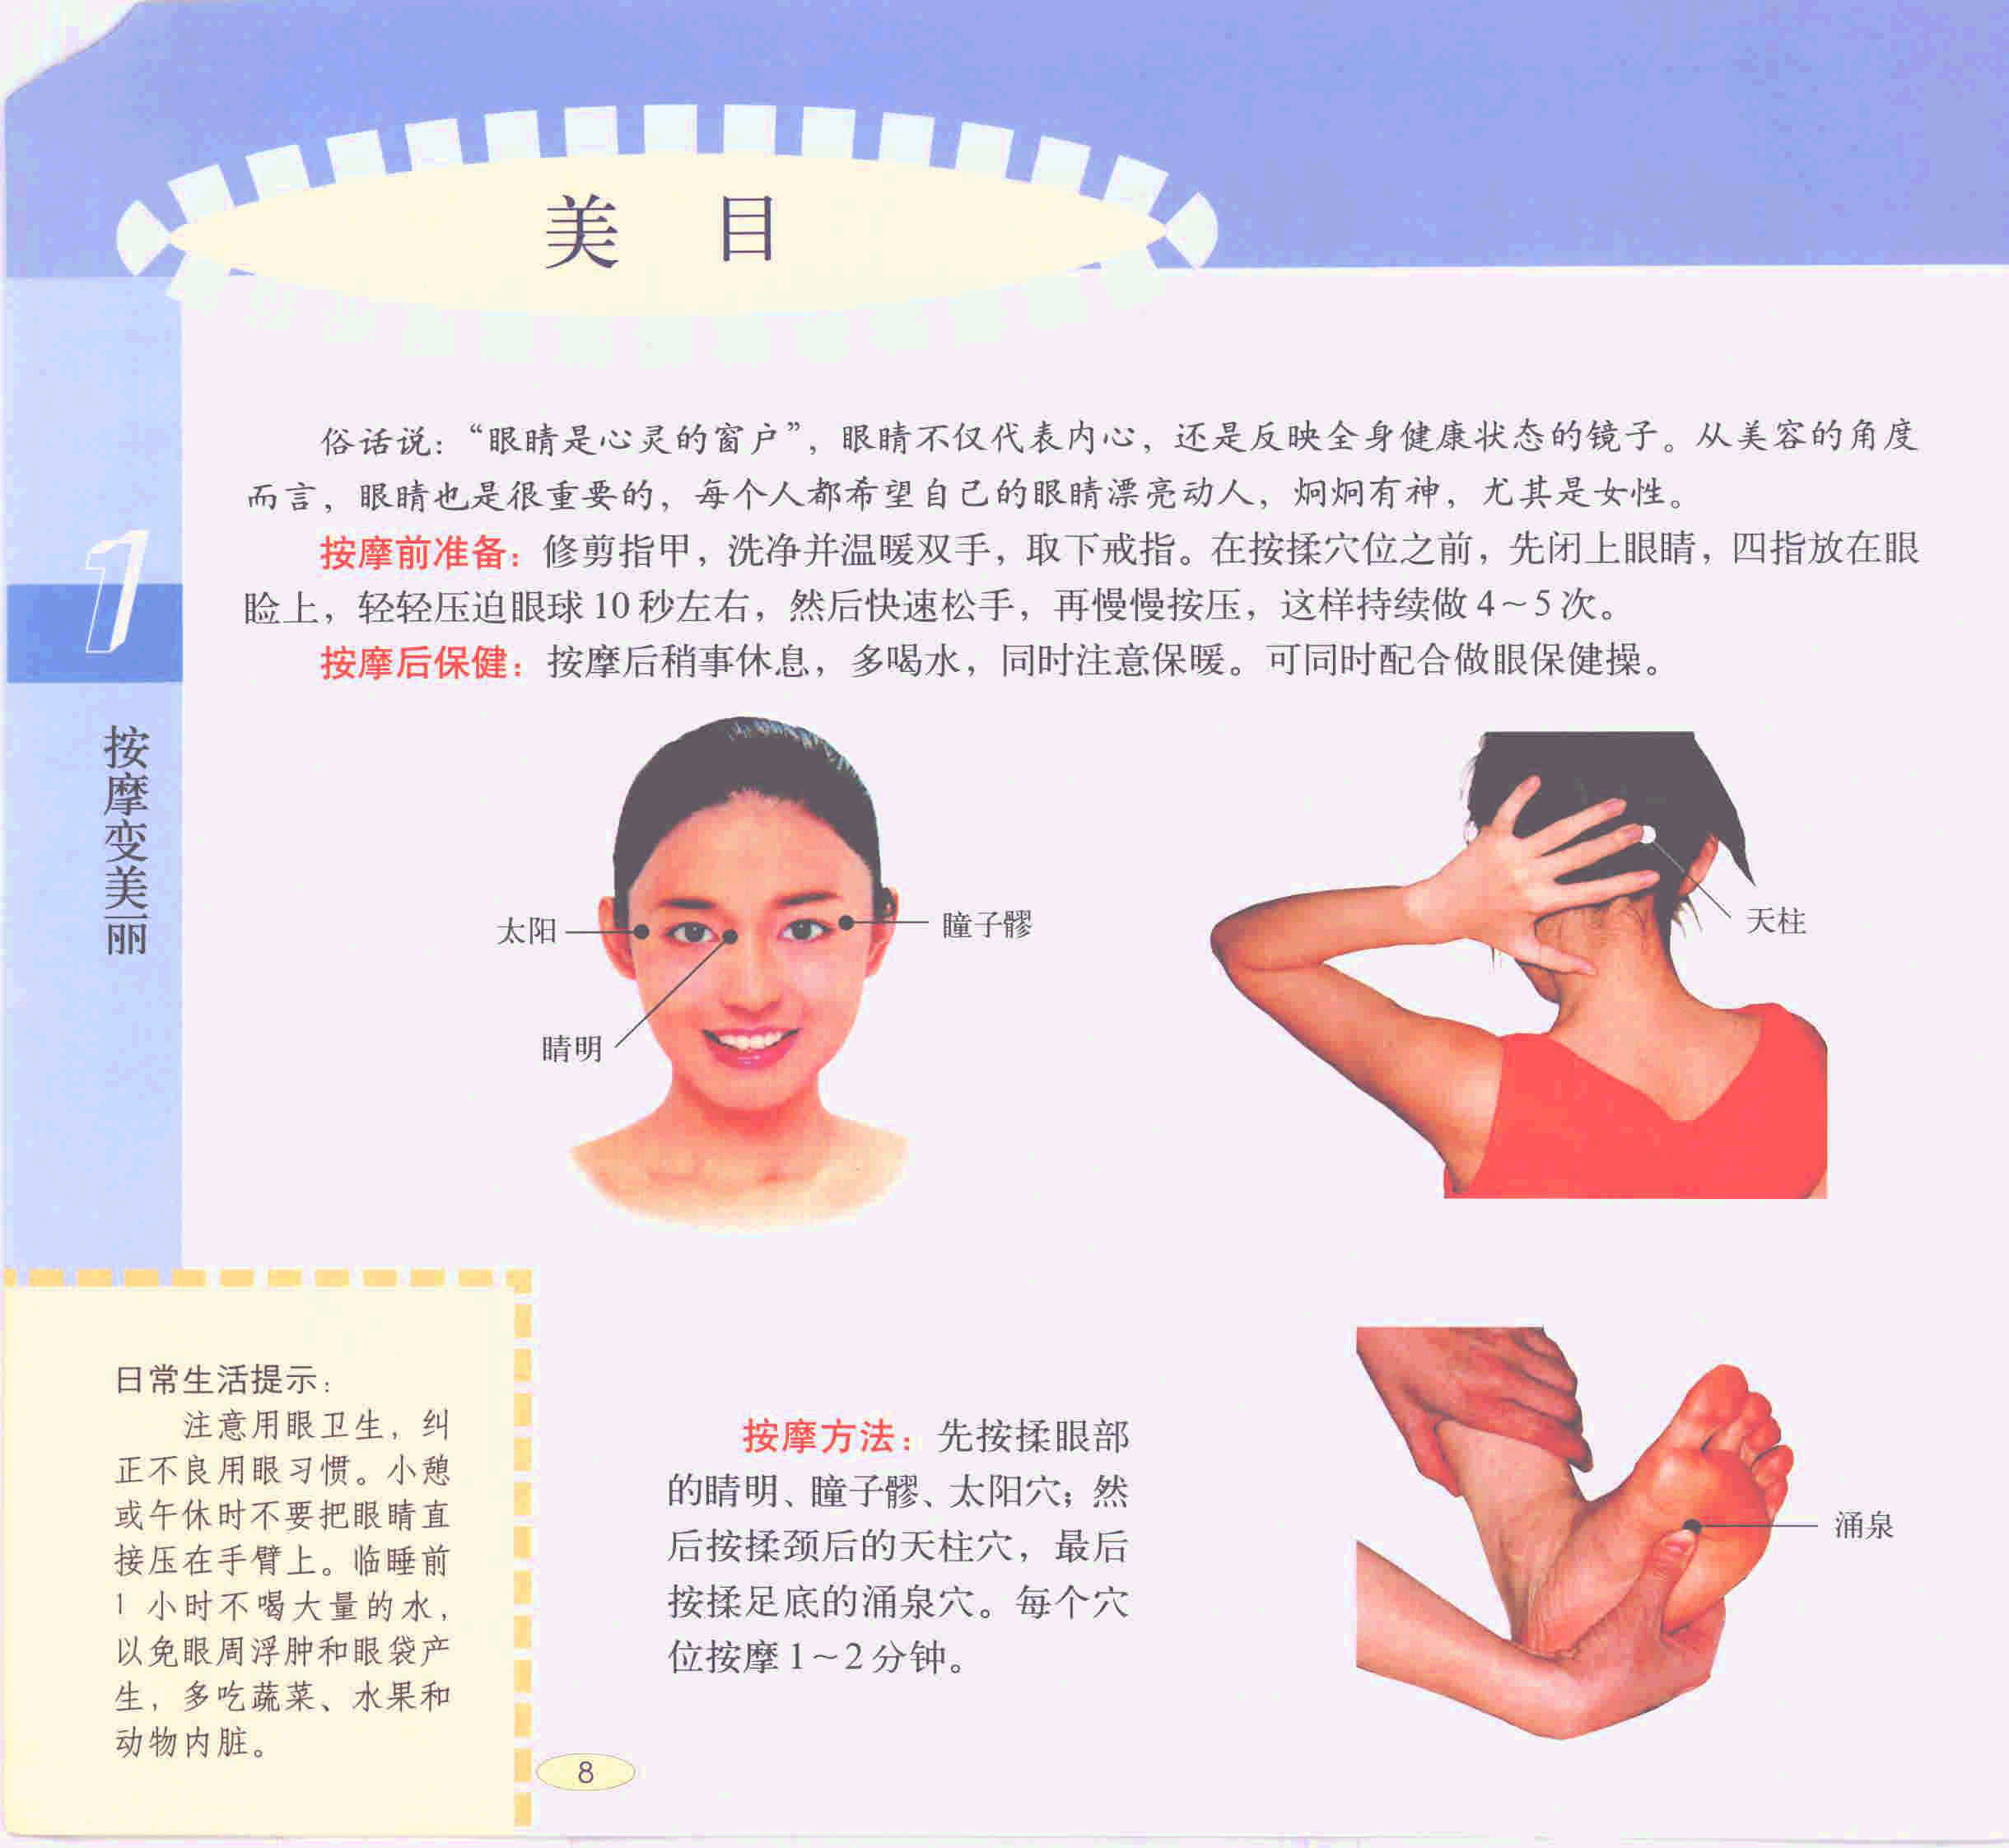 美 目
俗话说：“眼睛是心灵的窗户”，眼睛不仅代表内心，还是反映全身健康状态的镜子。从美容的角度
而言，眼睛也是很重要的，每个人都希望自己的眼睛漂亮动人，炯炯有神，尤其是女性。
按摩前准备：修剪指甲，洗净并温暖双手，取下戒指。在按揉穴位之前，先闭上眼睛，四指放在眼
睑上，轻轻压迫眼球10秒左右，然后快速松手，再慢慢按压，这样持续做4～5次。
按摩后保健：按摩后稍事休息，多喝水，同时注意保暖。可同时配合做眼保健操。
1
按摩变美丽
太阳
瞳子髎
睛明
天柱
日常生活提示：
注意用眼卫生，纠
正不良用眼习惯。小憩
或午休时不要把眼睛直
接压在手臂上。临睡前
1 小时不喝大量的水，
以免眼周浮肿和眼袋产
生，多吃蔬菜、水果和
动物内脏。
按摩方法：先按揉眼部
的睛明、瞳子髎、太阳穴；然
后按揉颈后的天柱穴，最后
按揉足底的涌泉穴。每个穴
位按摩1～2分钟。
涌泉
8